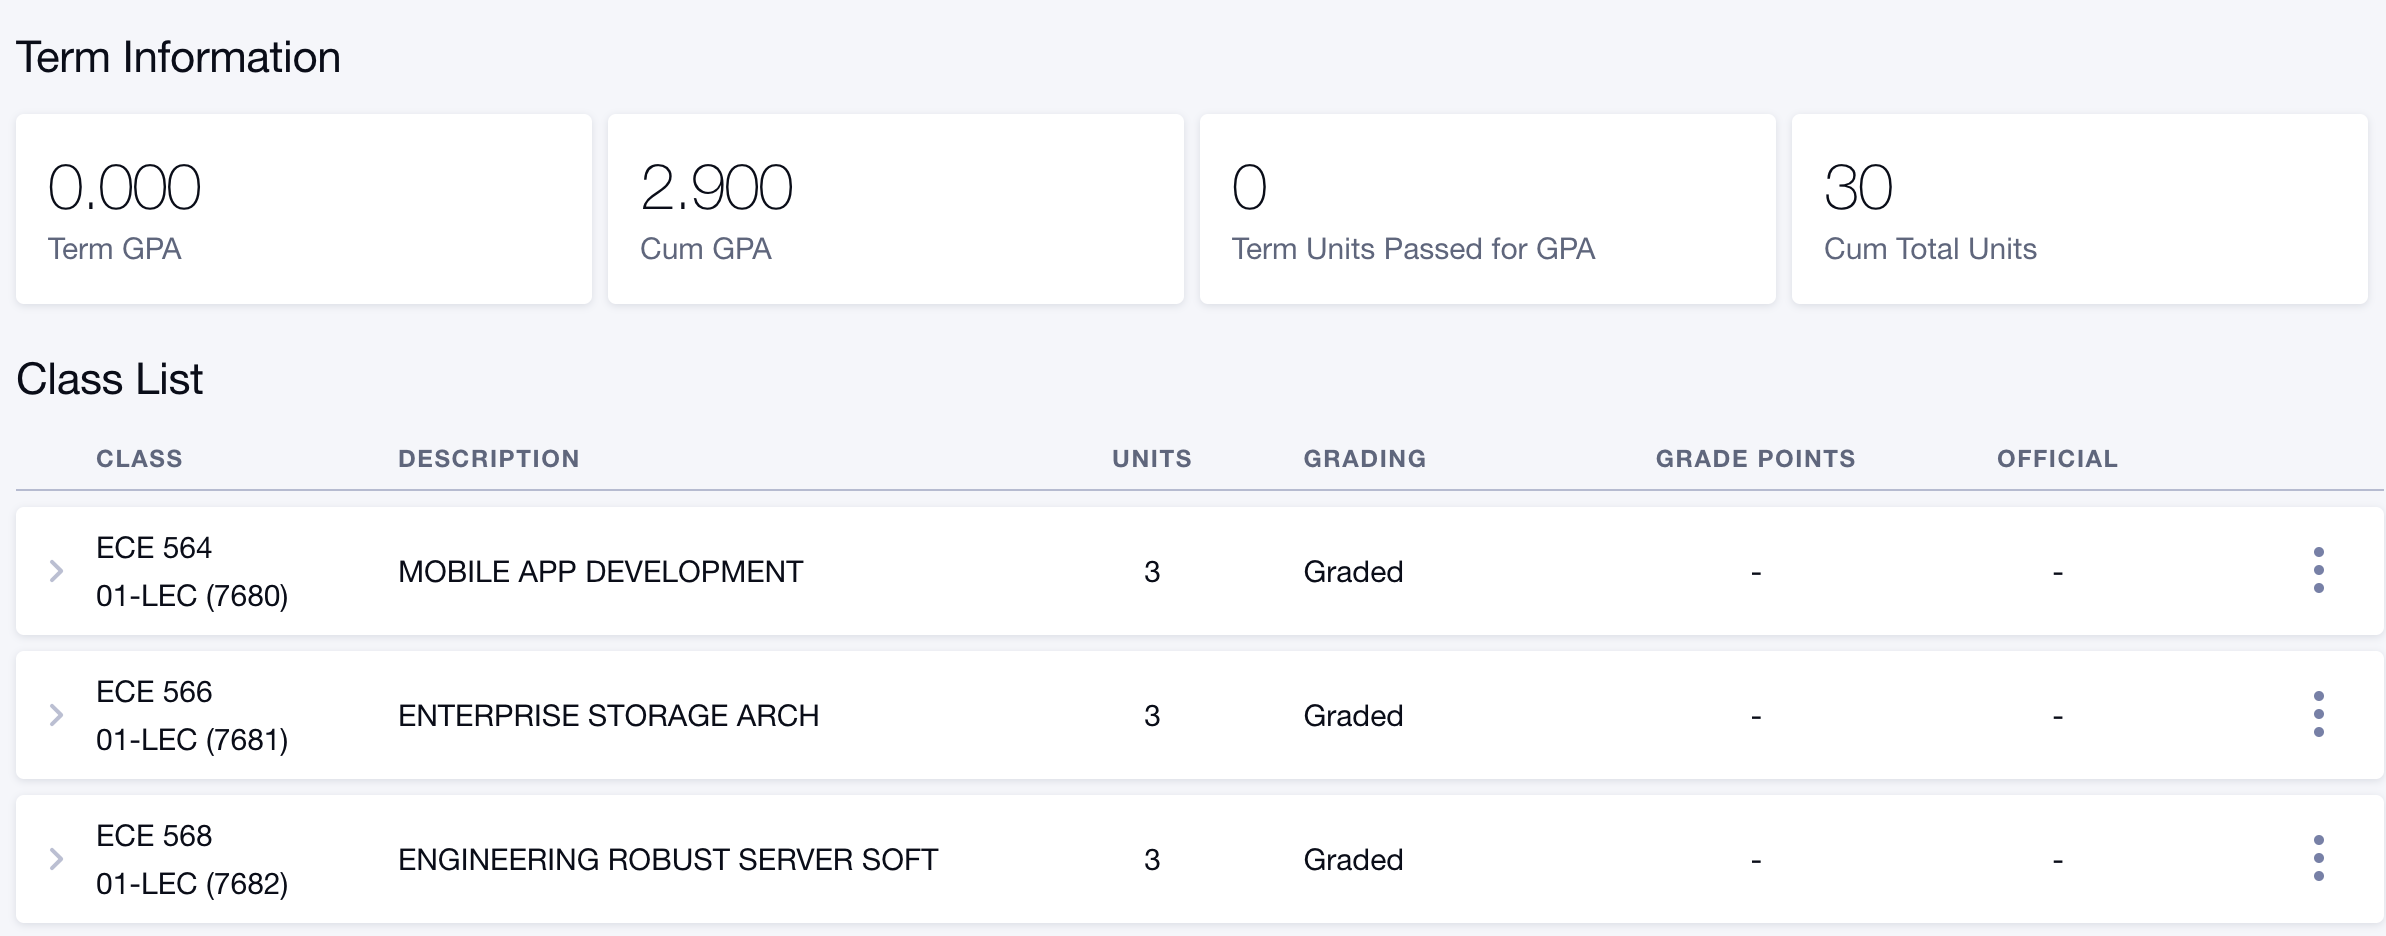 Term Information
0.000
Term GPA
2.900
Cum GPA
0
Term Units Passed for GPA
30
Cum Total Units
Class List
CLASS DESCRIPTION UNITS GRADING GRADE POINTS OFFICIAL
ECE 564
01-LEC (7680)
MOBILE APP DEVELOPMENT 3 Graded - -
ECE 566
01-LEC (7681)
ENTERPRISE STORAGE ARCH 3 Graded - -
ECE 568
01-LEC (7682)
ENGINEERING ROBUST SERVER SOFT 3 Graded - -